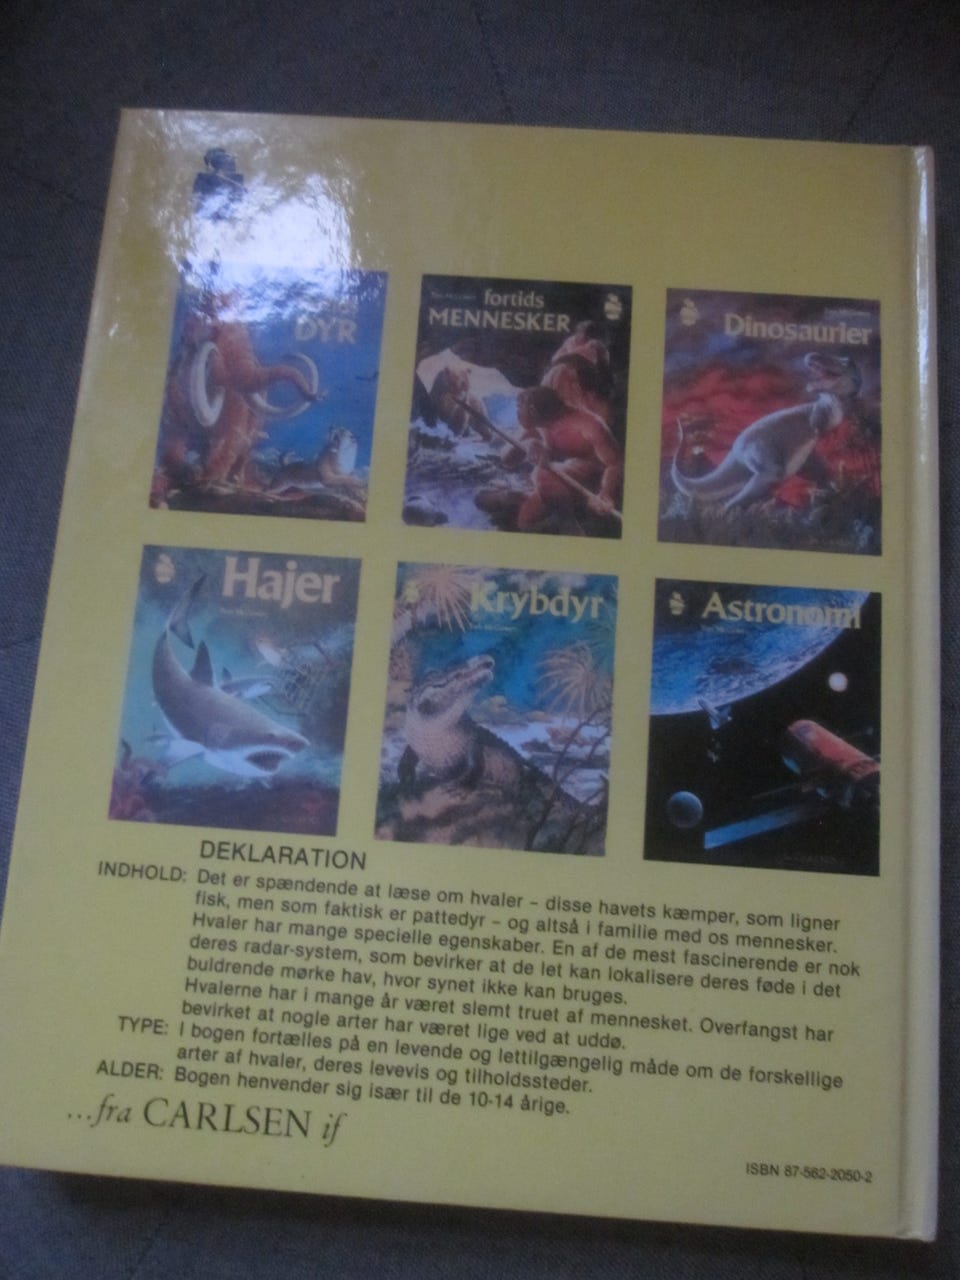 DYR
fortids
MENNESKER
Dinosaurier
Hajer
Krybdyr
Astronomi
DEKLARATION
INDHOLD: Det er spændende at læse om hvaler – disse havets kæmper, som ligner
fisk, men som faktisk er pattedyr – og altså i familie med os mennesker.
Hvaler har mange specielle egenskaber. En af de mest fascinerende er nok
deres radar-system, som bevirker at de let kan lokalisere deres føde i det
buldrende mørke hav, hvor synet ikke kan bruges.
Hvalerne har i mange år været slemt truet af mennesket. Overfangst har
bevirket at nogle arter har været lige ved at uddø.
TYPE: I bogen fortælles på en levende og lettilgængelig måde om de forskellige
arter af hvaler, deres levevis og tilholdssteder.
ALDER: Bogen henvender sig især til de 10-14 årige.
...fra CARLSEN if
ISBN 87-562-2050-2